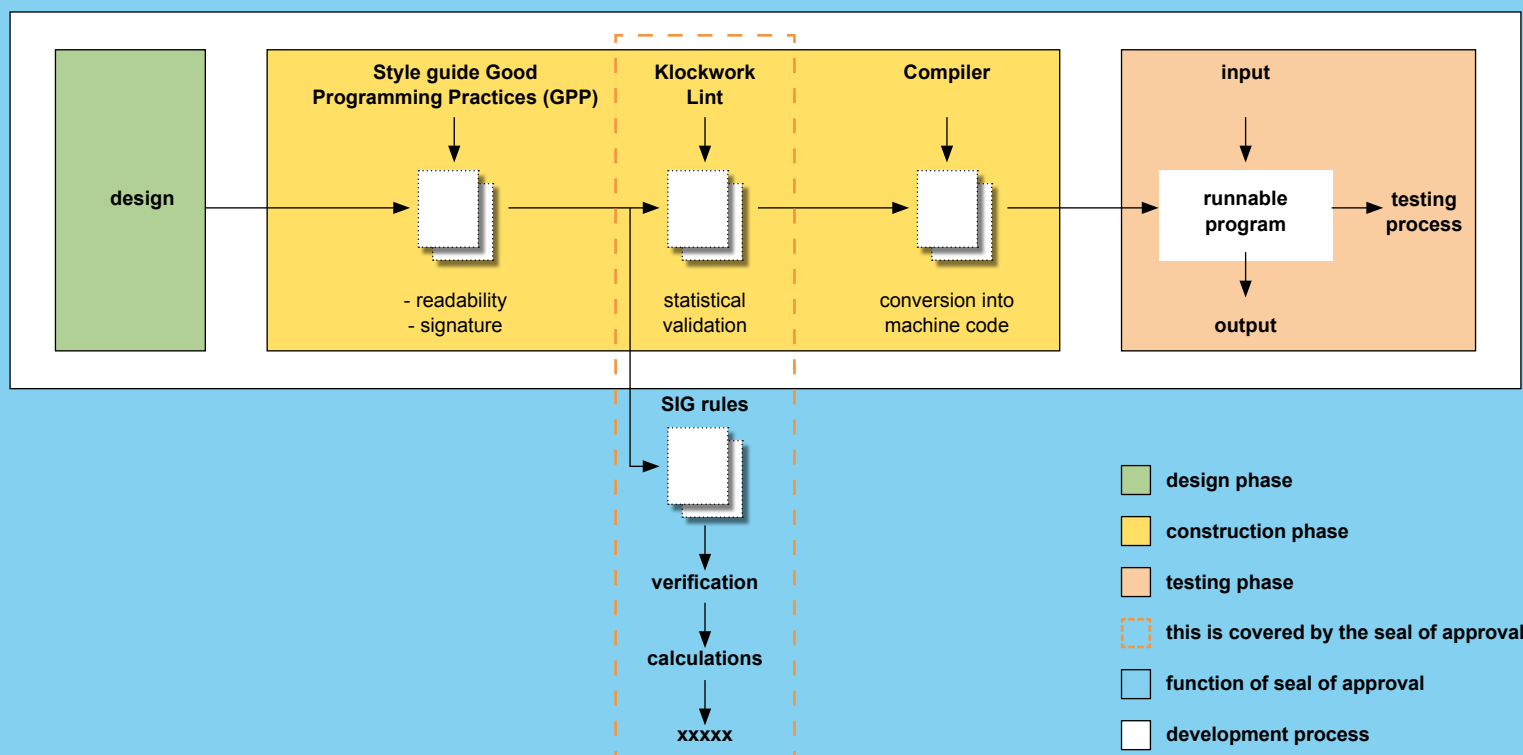 design
Style guide Good
Programming Practices (GPP)
- readability
- signature
Klockwork
Lint
statistical
validation
Compiler
conversion into
machine code
input
runnable
program
testing
process
output
SIG rules
verification
calculations
xxxxx
design phase
construction phase
testing phase
this is covered by the seal of approval
function of seal of approval
development process